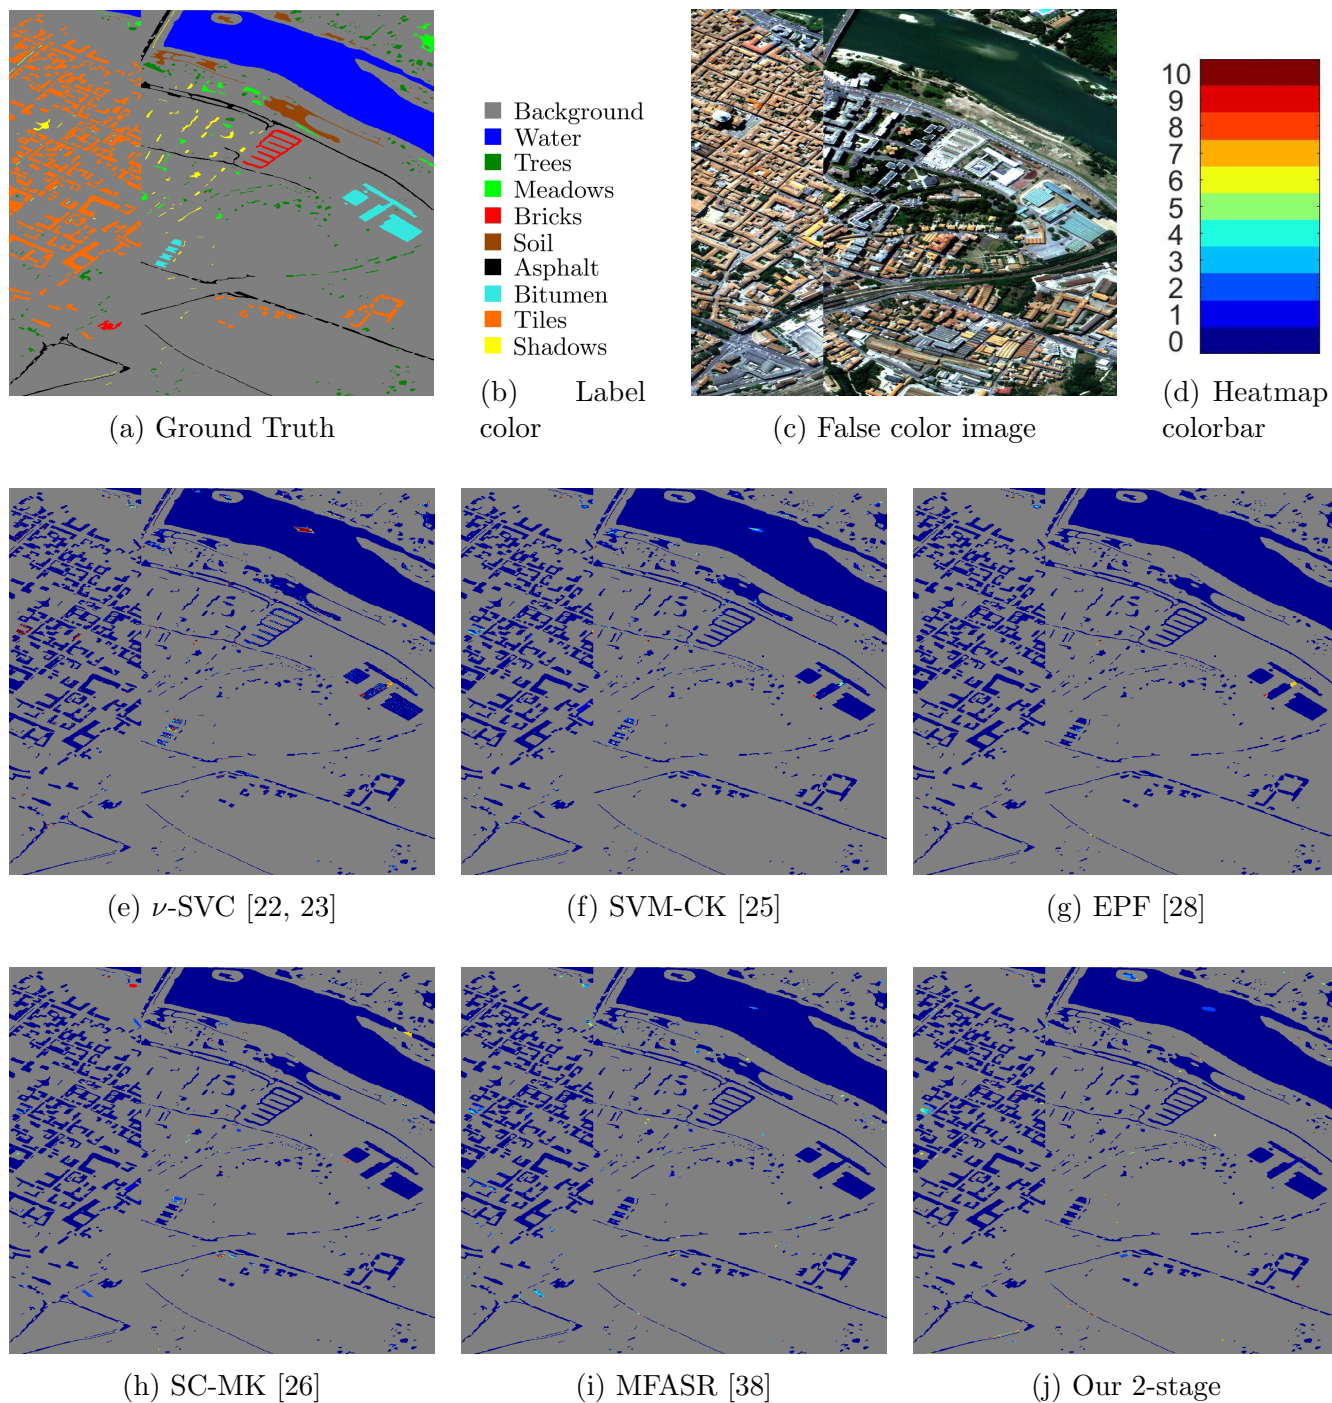 Background
Water
Trees
Meadows
Bricks
Soil
Asphalt
Bitumen
Tiles
Shadows
10
9
8
7
6
5
4
3
2
1
0
(a) Ground Truth
(b) Label
color
(c) False color image
(d) Heatmap
colorbar
(e) ν-SVC [22, 23]
(f) SVM-CK [25]
(g) EPF [28]
(h) SC-MK [26]
(i) MFASR [38]
(j) Our 2-stage